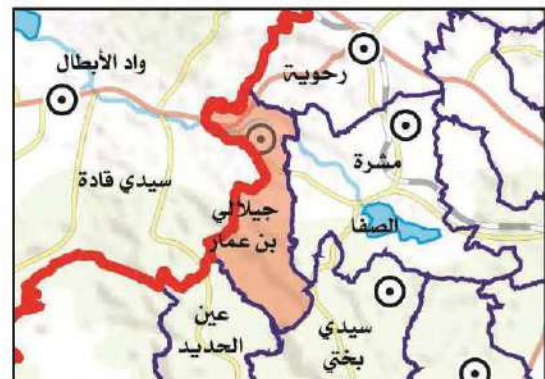 واد الأبطال
رحوية
مشرة
الصفا
سيدي قادة
جيلالي
بن عمار
عين
الحديد
سيدي
بختي